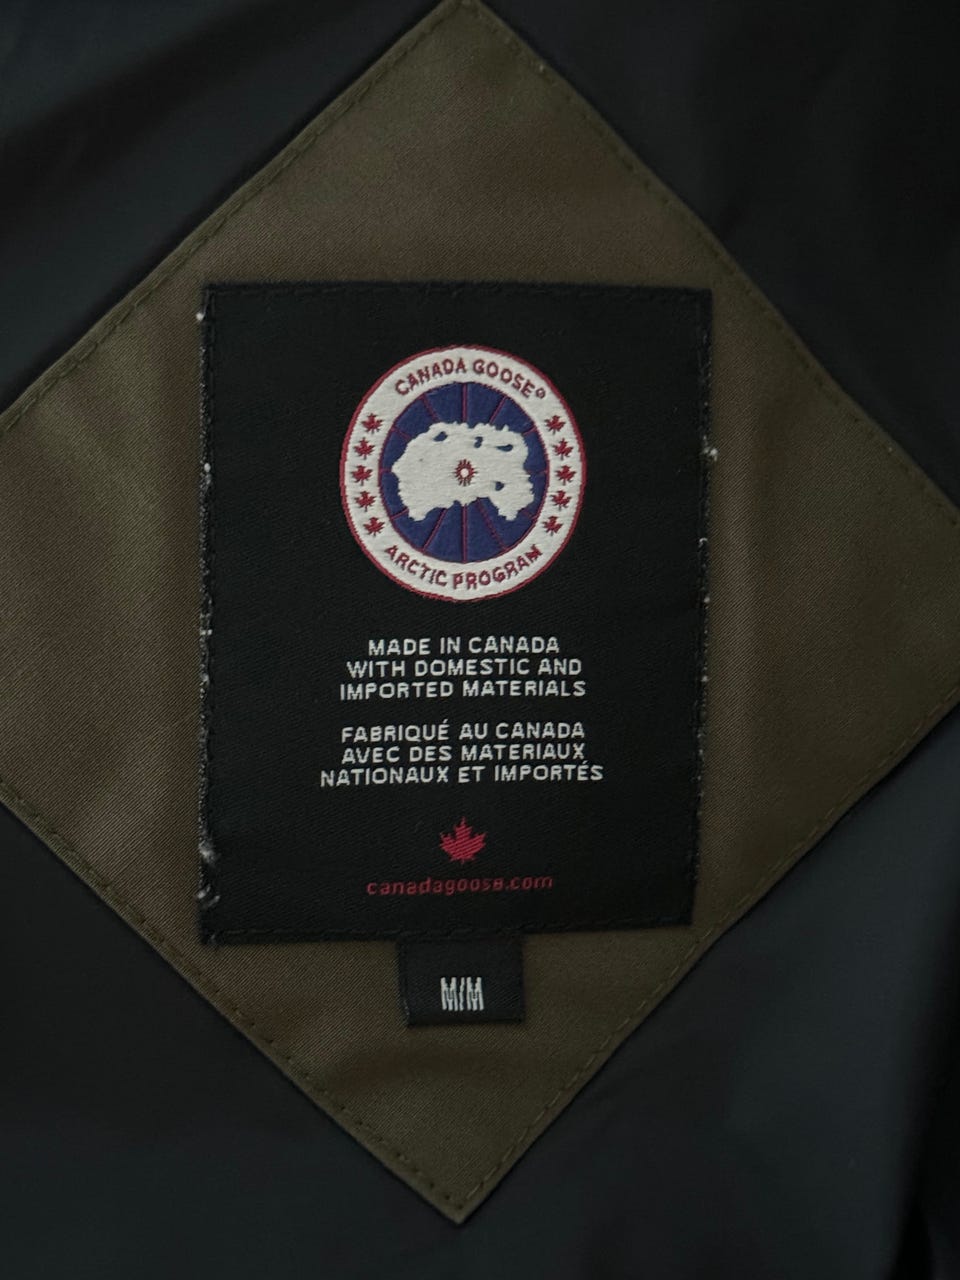 CANADA GOOSE®
ARCTIC PROGRAM
MADE IN CANADA
WITH DOMESTIC AND
IMPORTED MATERIALS
FABRIQUÉ AU CANADA
AVEC DES MATERIAUX
NATIONAUX ET IMPORTÉS
canadagoose.com
M/M